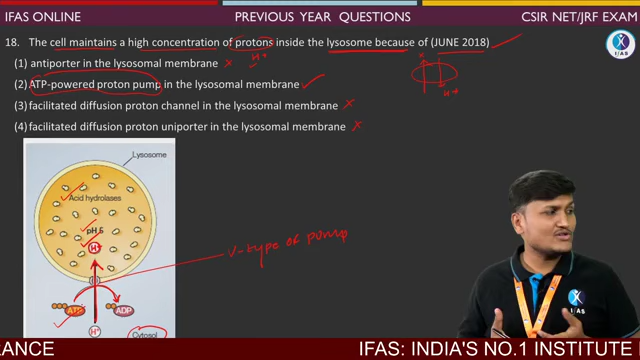 IFAS ONLINE
PREVIOUS YEAR QUESTIONS
CSIR NET/JRF EXAM
18. The cell maintains a high concentration of protons inside the lysosome because of (JUNE 2018)
H+
(1) antiporter in the lysosomal membrane
(2) ATP-powered proton pump in the lysosomal membrane
(3) facilitated diffusion proton channel in the lysosomal membrane
(4) facilitated diffusion proton uniporter in the lysosomal membrane
x
H+
iFAS
Lysosome
Acid hydrolases
pH 5
H+
V-type of pump
ATP
ADP
H+
Cytosol
iFAS
RANCE
IFAS: INDIA'S NO.1 INSTITUTE